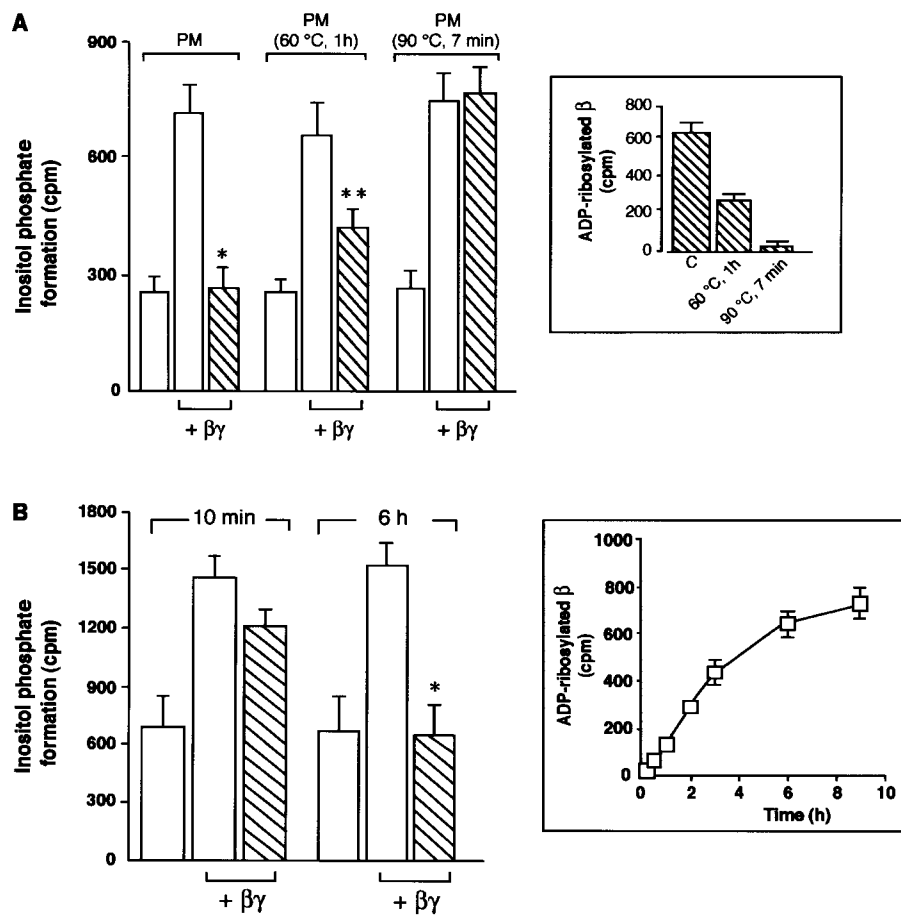 A
PM
PM
(60 °C, 1h)
PM
(90 °C, 7 min)
900
600
300
0
Inositol phosphate
formation (cpm)
*
**
+ βγ
+ βγ
+ βγ
ADP-ribosylated β
(cpm)
800
600
400
200
0
C
60 °C, 1h
90 °C, 7 min
B
10 min
6 h
1800
1500
1200
900
600
300
0
Inositol phosphate
formation (cpm)
*
+ βγ
+ βγ
ADP-ribosylated β
(cpm)
1000
800
600
400
200
0
0 2 4 6 8 10
Time (h)